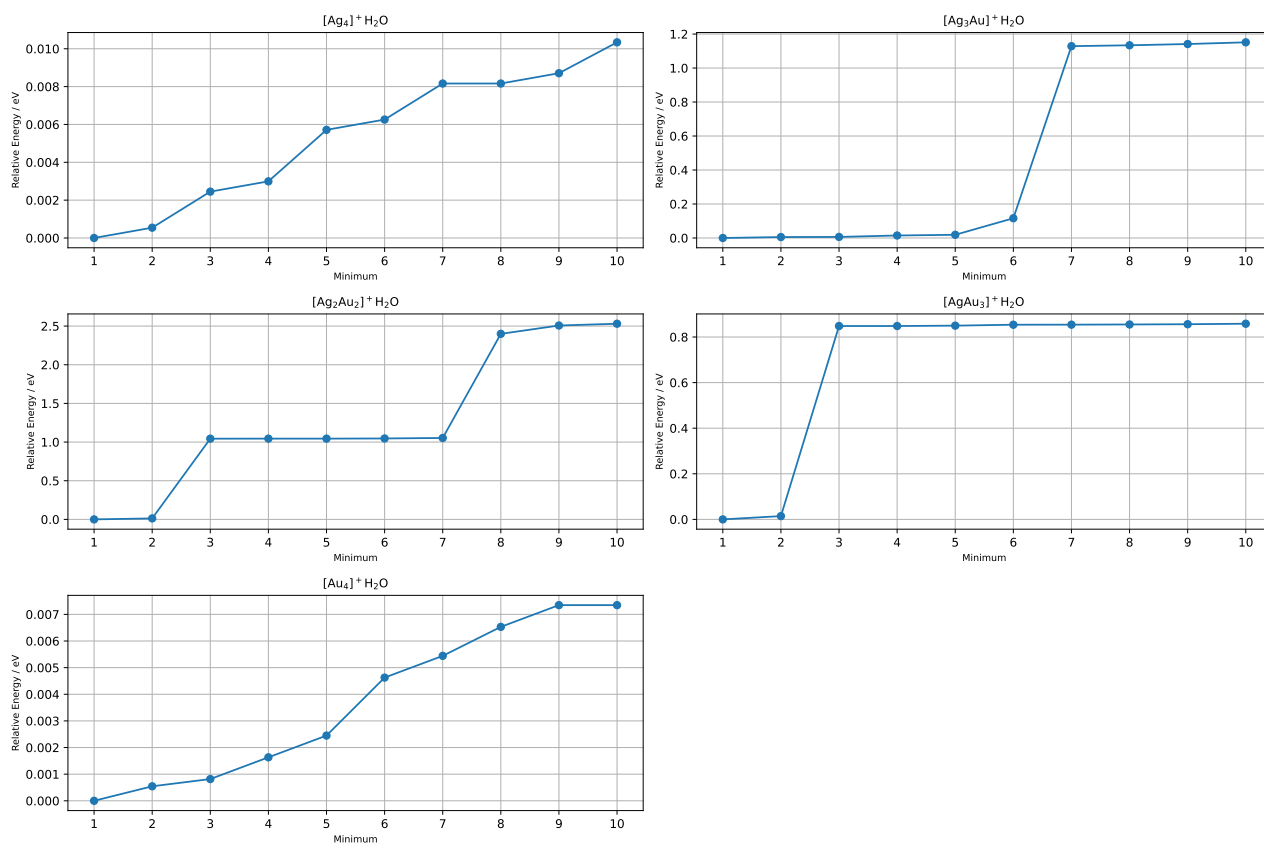 [Ag₄]⁺H₂O
Relative Energy / eV
0.010
0.008
0.006
0.004
0.002
0.000
1 2 3 4 5 6 7 8 9 10
Minimum
[Ag₃Au]⁺H₂O
Relative Energy / eV
1.2
1.0
0.8
0.6
0.4
0.2
0.0
1 2 3 4 5 6 7 8 9 10
Minimum
[Ag₂Au₂]⁺H₂O
Relative Energy / eV
2.5
2.0
1.5
1.0
0.5
0.0
1 2 3 4 5 6 7 8 9 10
Minimum
[AgAu₃]⁺H₂O
Relative Energy / eV
0.8
0.6
0.4
0.2
0.0
1 2 3 4 5 6 7 8 9 10
Minimum
[Au₄]⁺H₂O
Relative Energy / eV
0.007
0.006
0.005
0.004
0.003
0.002
0.001
0.000
1 2 3 4 5 6 7 8 9 10
Minimum